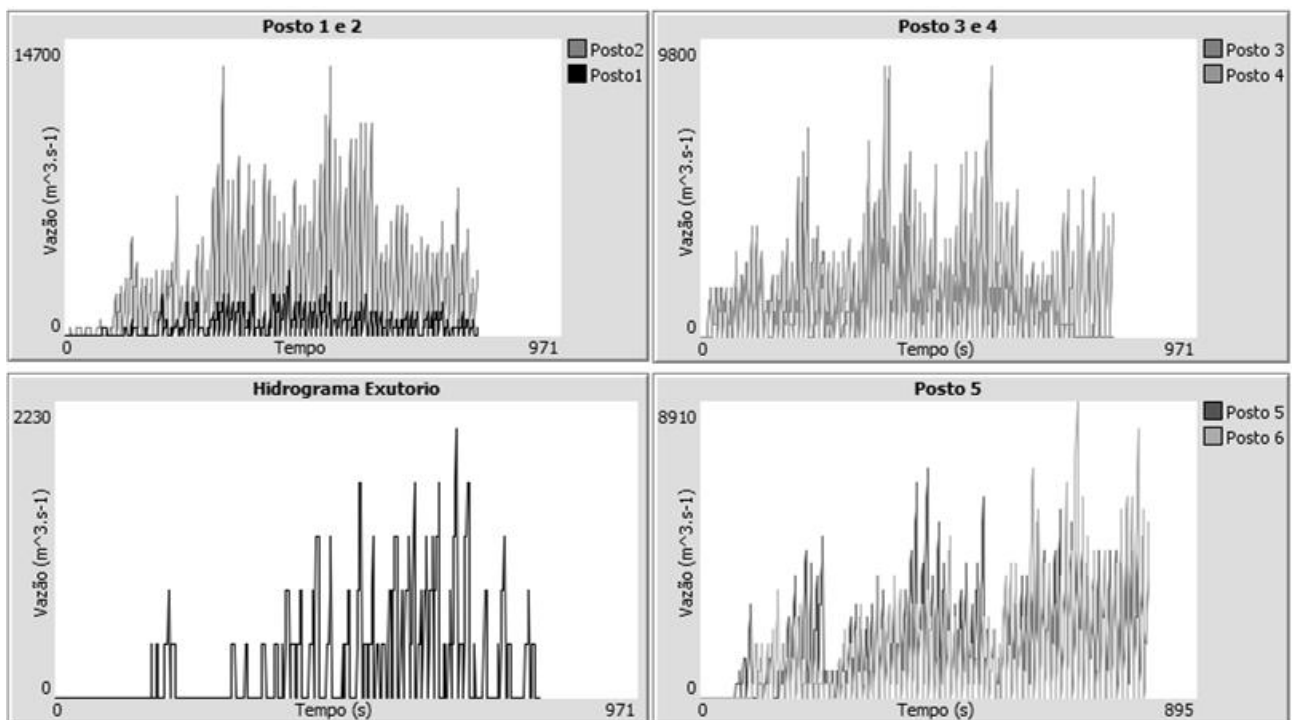 Posto 1 e 2
14700
Vazão (m^3.s-1)
0
0
Tempo
971
Posto2
Posto1
Posto 3 e 4
9800
Vazão (m^3.s-1)
0
0
Tempo (s)
971
Posto 3
Posto 4
Hidrograma Exutorio
2230
Vazão (m^3.s-1)
0
0
Tempo (s)
971
Posto 5
8910
Vazão (m^3.s-1)
0
0
Tempo (s)
895
Posto 5
Posto 6